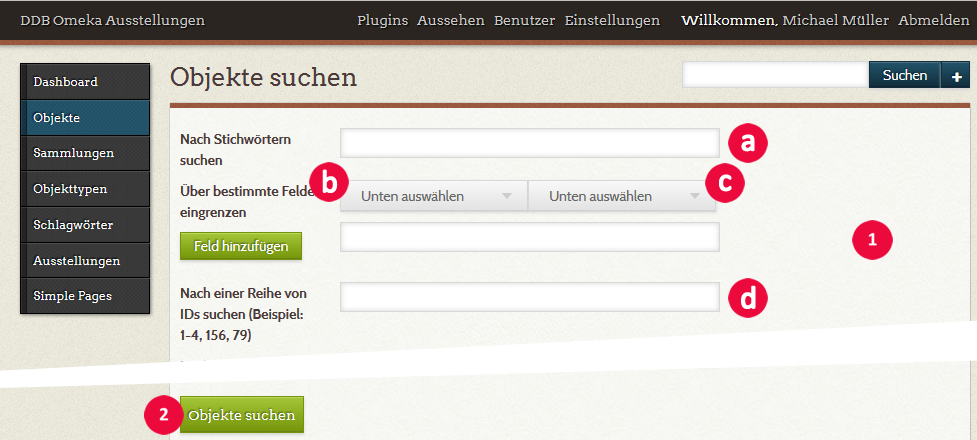 DDB Omeka Ausstellungen Plugins Aussehen Benutzer Einstellungen Willkommen, Michael Müller Abmelden
Dashboard
Objekte
Sammlungen
Objekttypen
Schlagwörter
Ausstellungen
Simple Pages
Objekte suchen
Suchen +
Nach Stichwörtern
suchen
a
Über bestimmte Felde
eingrenzen
b
Unten auswählen Unten auswählen
c
Feld hinzufügen
1
Nach einer Reihe von
IDs suchen (Beispiel:
1-4, 156, 79)
d
2
Objekte suchen